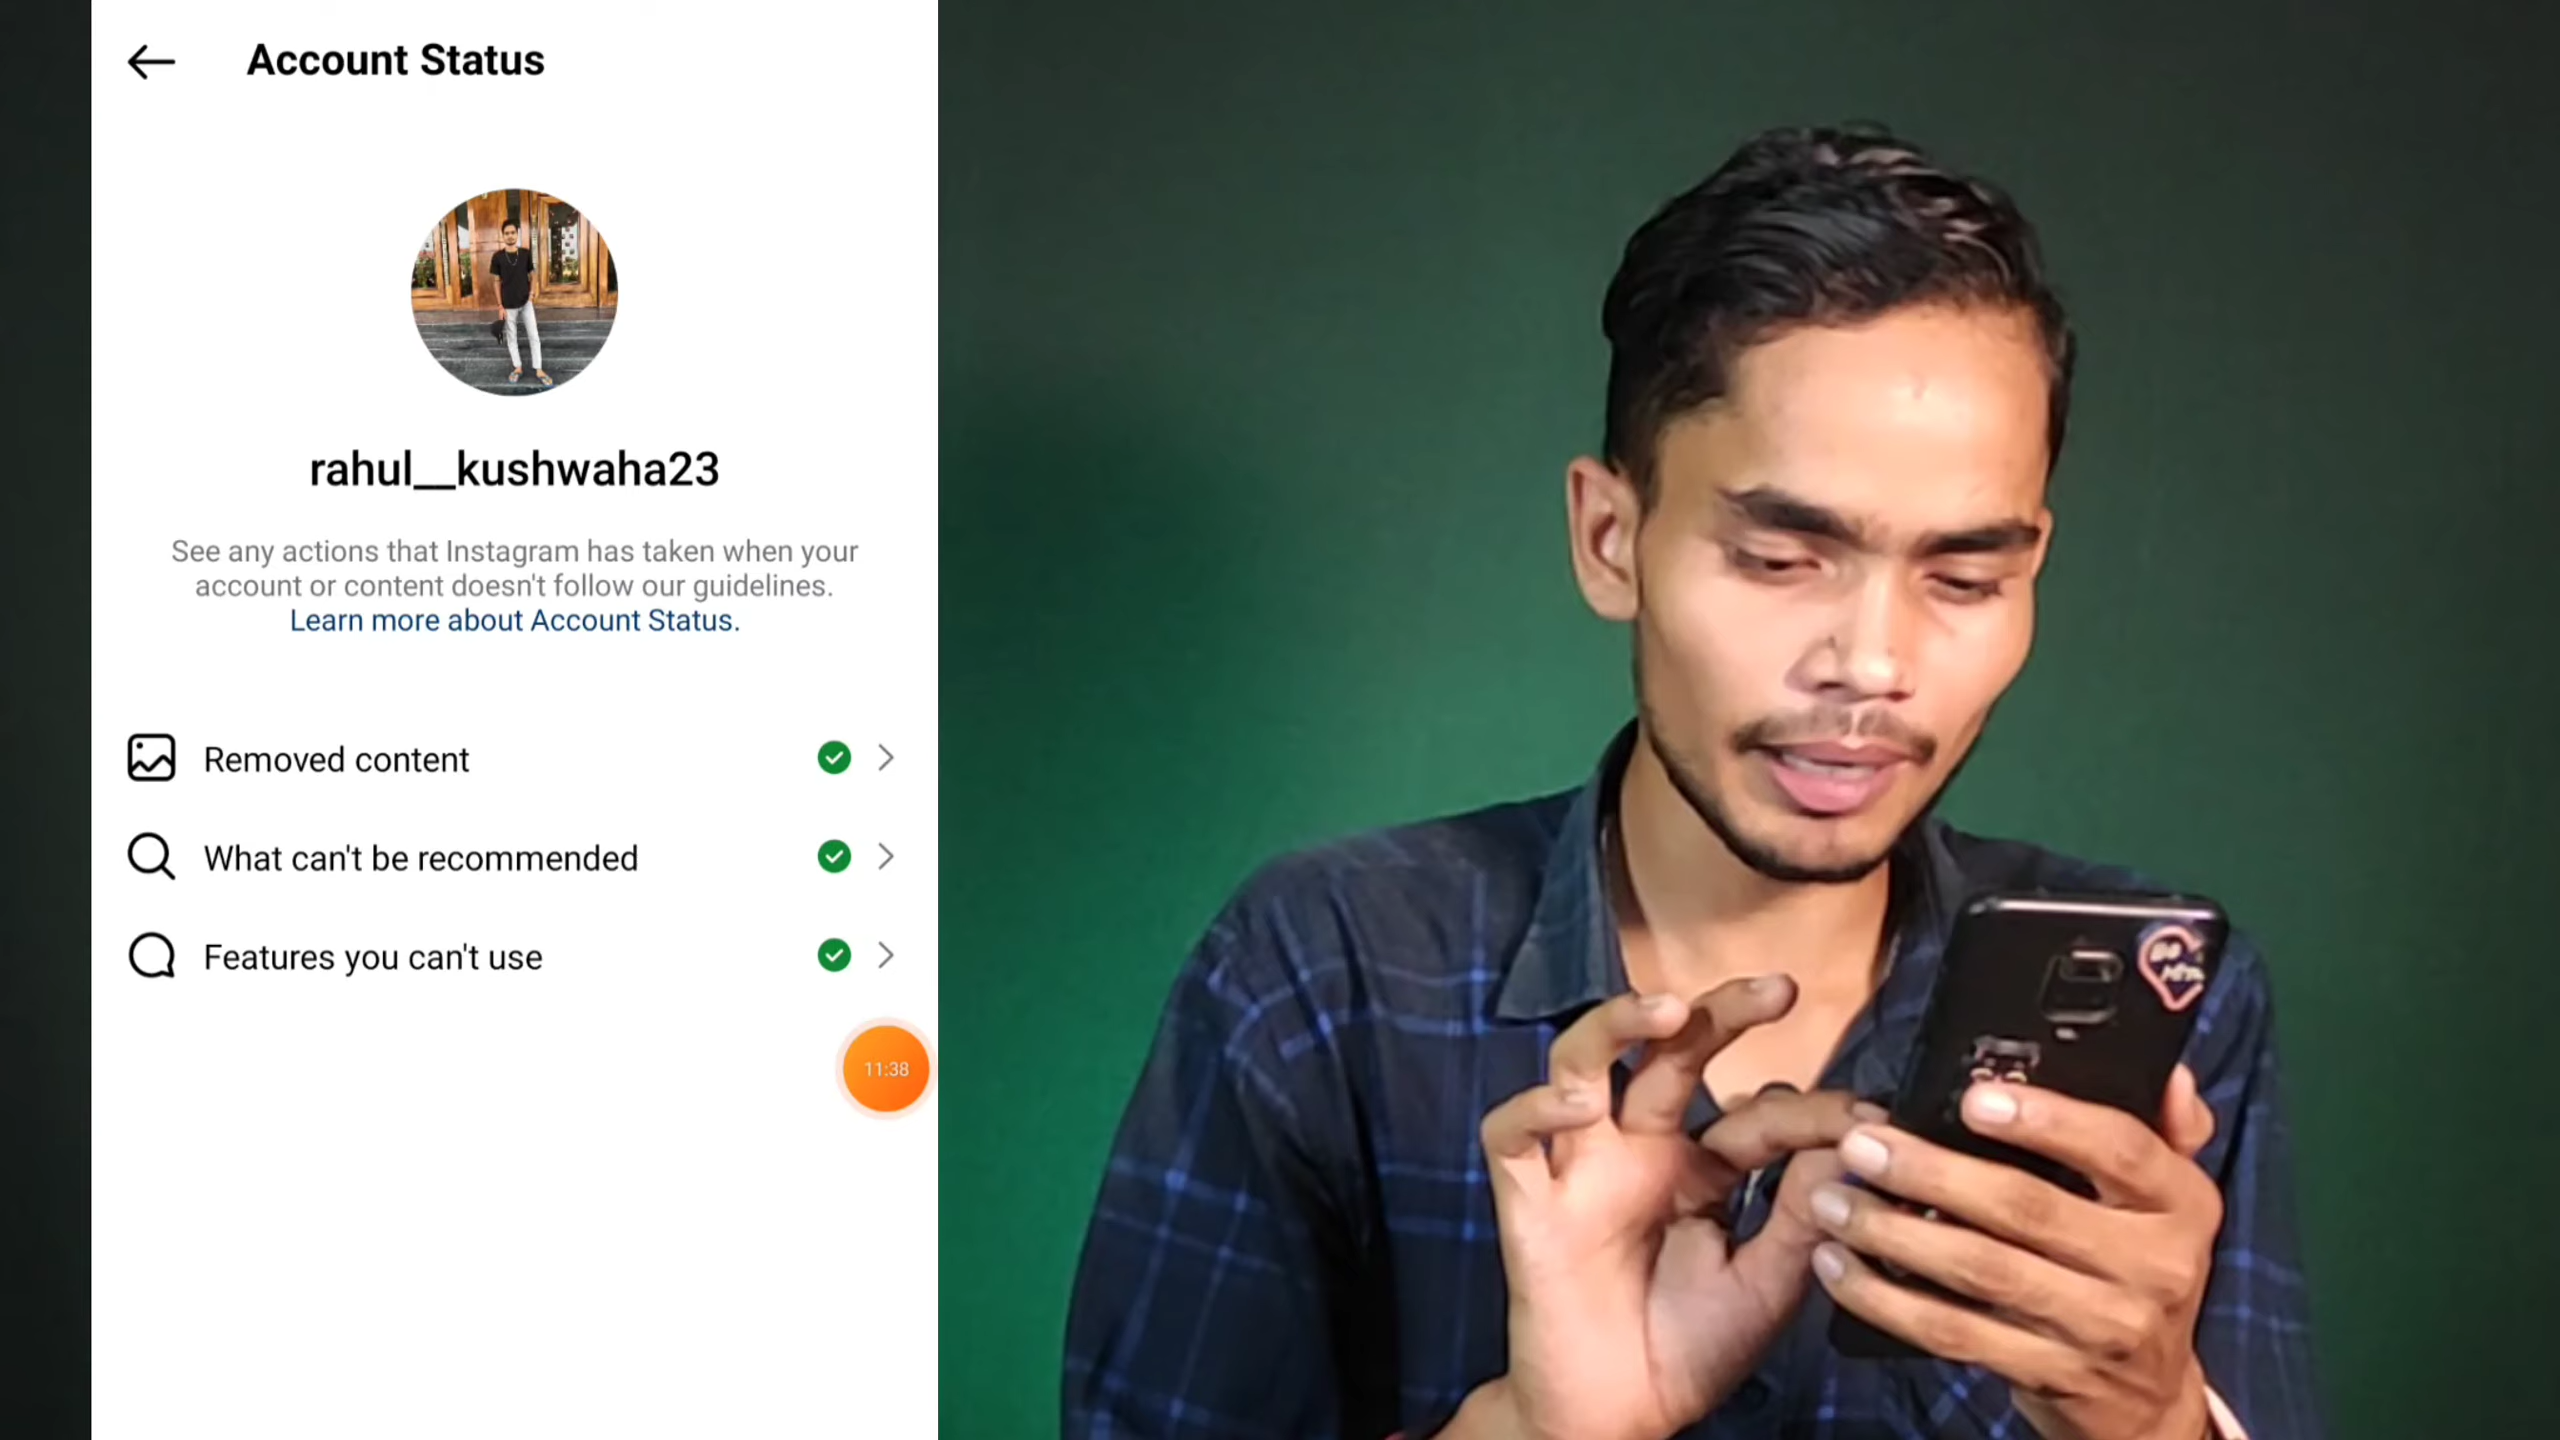 Account Status
rahul__kushwaha23
See any actions that Instagram has taken when your
account or content doesn't follow our guidelines.
Learn more about Account Status.
Removed content
What can't be recommended
Features you can't use
11:38